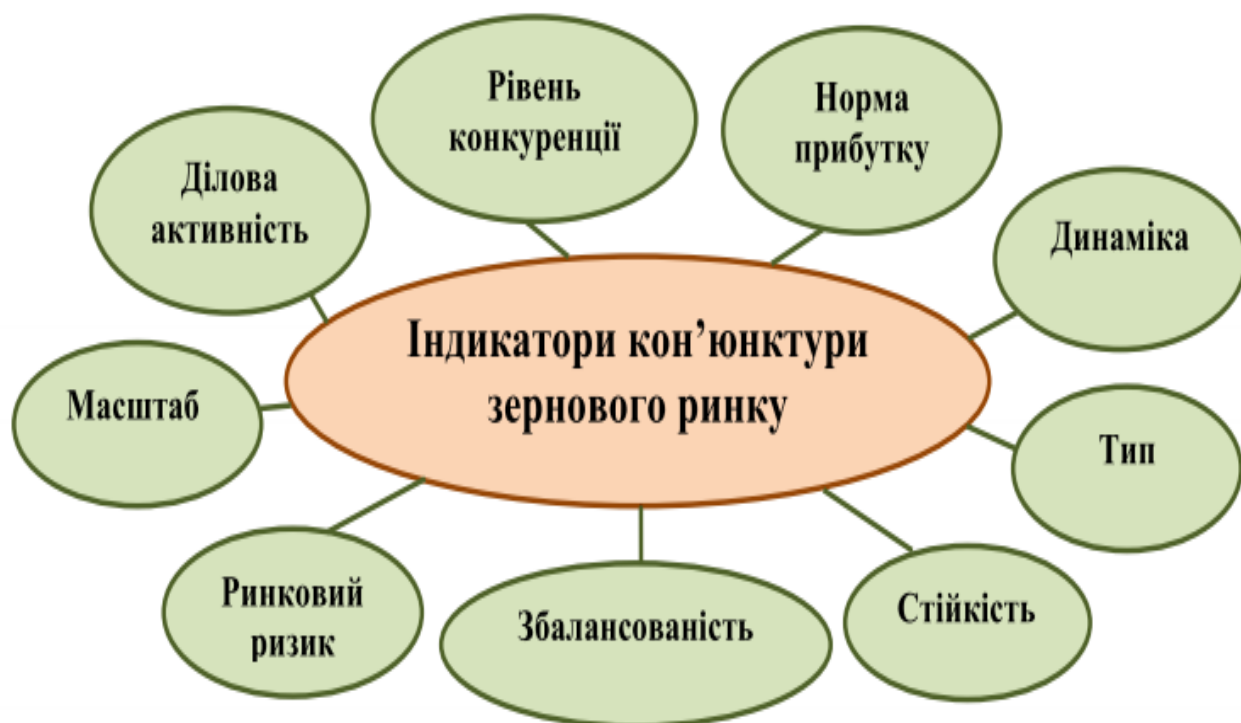 Рівень
конкуренції
Норма
прибутку
Ділова
активність
Динаміка
Індикатори кон’юнктури
зернового ринку
Масштаб
Тип
Ринковий
ризик
Збалансованість
Стійкість